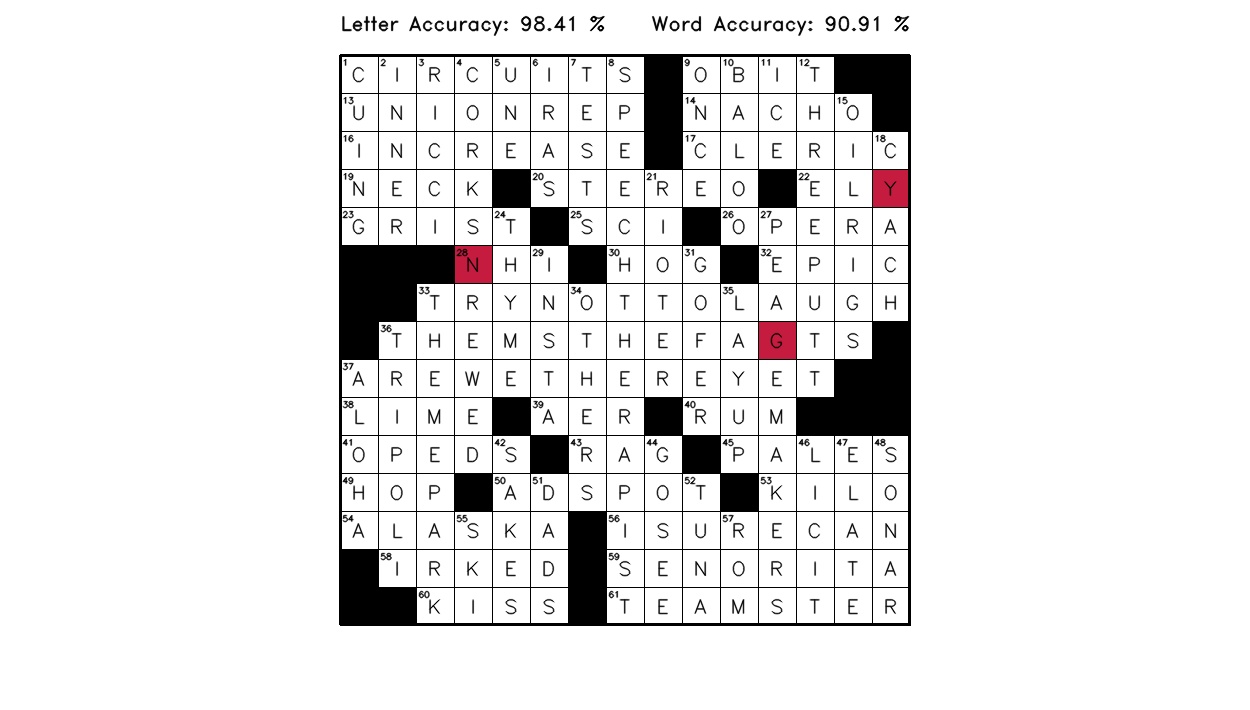 Letter Accuracy: 98.41 % Word Accuracy: 90.91 %
1 C 2 I 3 R 4 C 5 U 6 I 7 T 8 S 9 O 10 B 11 I 12 T
13 U N I O N R E P 14 N A C H 15 O
16 I N C R E A S E 17 C L E R I 18 C
19 N E C K 20 S T E 21 R E O 22 E L Y
23 G R I S 24 T 25 S C I 26 O 27 P E R A
28 N H 29 I 30 H O 31 G 32 E P I C
33 T R Y N 34 O T T O 35 L A U G H
36 T H E M S T H E F A G T S
37 A R E W E T H E R E Y E T
38 L I M E 39 A E R 40 R U M
41 O P E D 42 S 43 R A 44 G 45 P A 46 L 47 E 48 S
49 H O P 50 A 51 D S P O 52 T 53 K I L O
54 A L A 55 S K A 56 I S U 57 R E C A N
58 I R K E D 59 S E N O R I T A
60 K I S S 61 T E A M S T E R